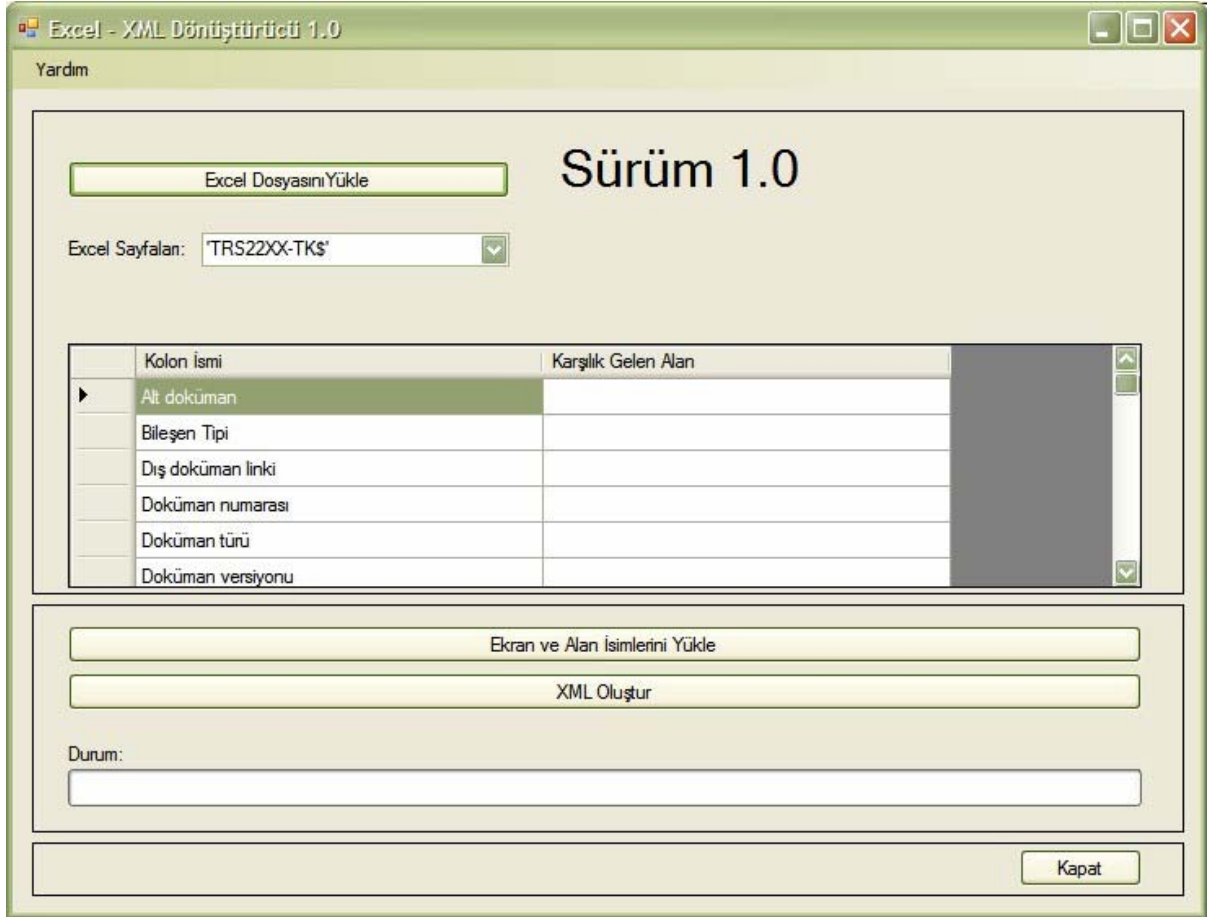 Excel - XML Dönüştürücü 1.0
Yardım
Excel DosyasınıYükle
Sürüm 1.0
Excel Sayfaları: 'TRS22XX-TK$'
Kolon İsmi Karşılık Gelen Alan
Alt doküman
Bileşen Tipi
Dış doküman linki
Doküman numarası
Doküman türü
Doküman versiyonu
Ekran ve Alan İsimlerini Yükle
XML Oluştur
Durum:
Kapat